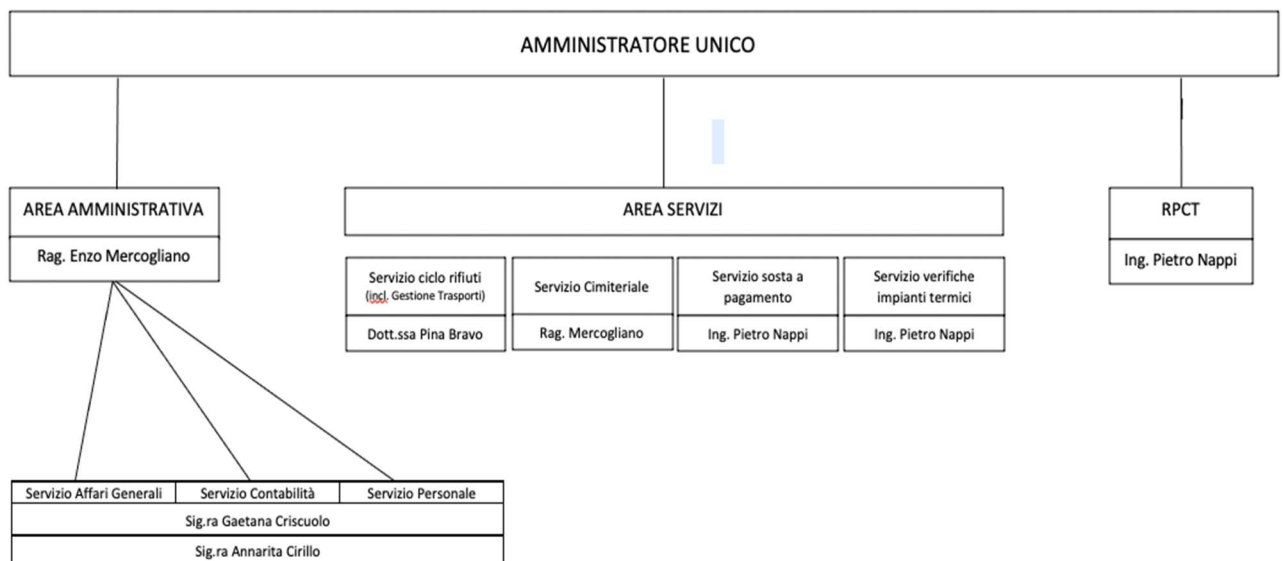 AMMINISTRATORE UNICO
AREA AMMINISTRATIVA
Rag. Enzo Mercogliano
AREA SERVIZI
RPCT
Ing. Pietro Nappi
Servizio ciclo rifiuti
(incl. Gestione Trasporti)
Dott.ssa Pina Bravo
Servizio Cimiteriale
Rag. Mercogliano
Servizio sosta a
pagamento
Ing. Pietro Nappi
Servizio verifiche
impianti termici
Ing. Pietro Nappi
Servizio Affari Generali
Servizio Contabilità
Servizio Personale
Sig.ra Gaetana Criscuolo
Sig.ra Annarita Cirillo